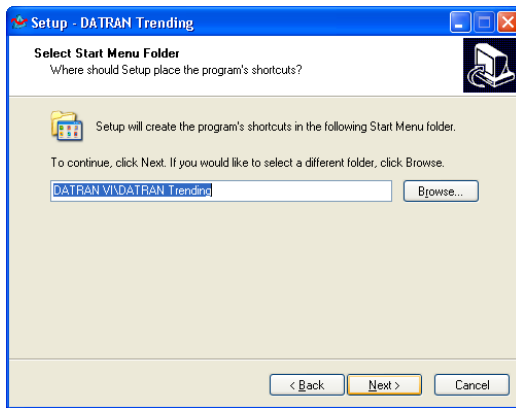 Setup - DATRAN Trending
Select Start Menu Folder
Where should Setup place the program's shortcuts?
Setup will create the program's shortcuts in the following Start Menu folder.
To continue, click Next. If you would like to select a different folder, click Browse.
DATRAN VI\DATRAN Trending
Browse...
< Back
Next >
Cancel